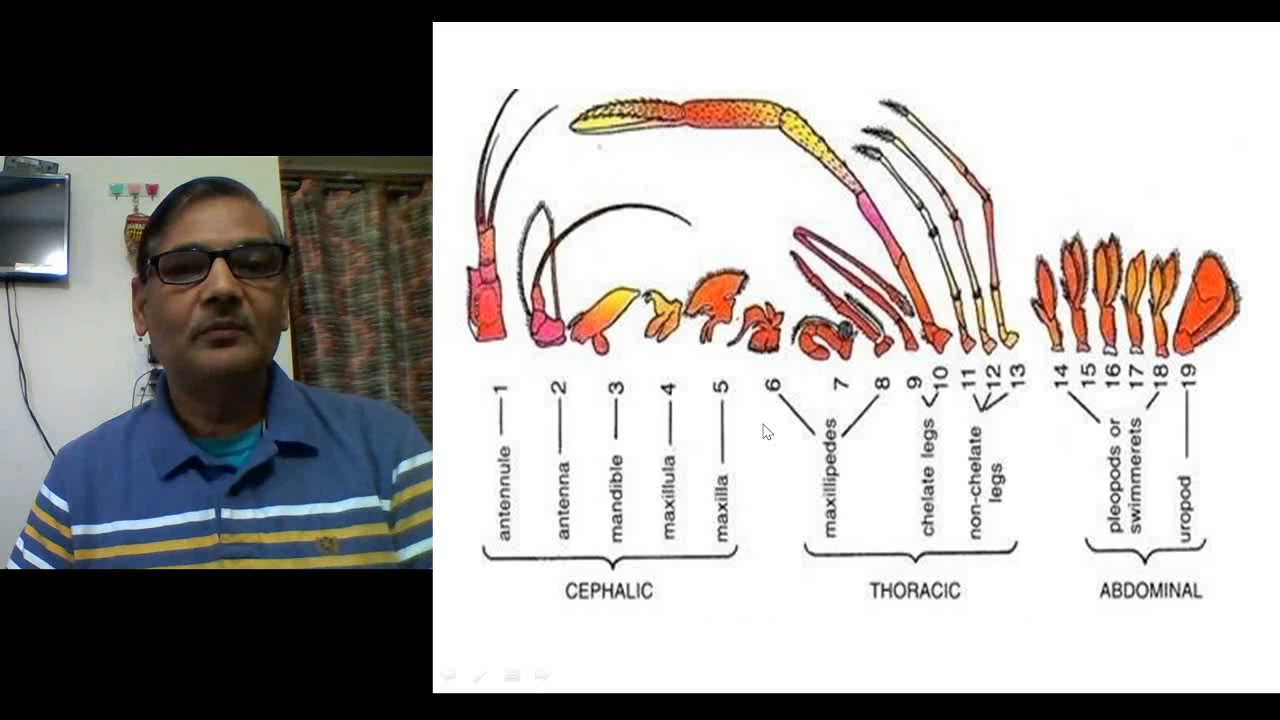 1 2 3 4 5 6 7 8 9 10 11 12 13 14 15 16 17 18 19
antennule
antenna
mandible
maxillula
maxilla
maxillipedes
chelate legs
non-chelate
legs
pleopods or
swimmerets
uropod
CEPHALIC
THORACIC
ABDOMINAL